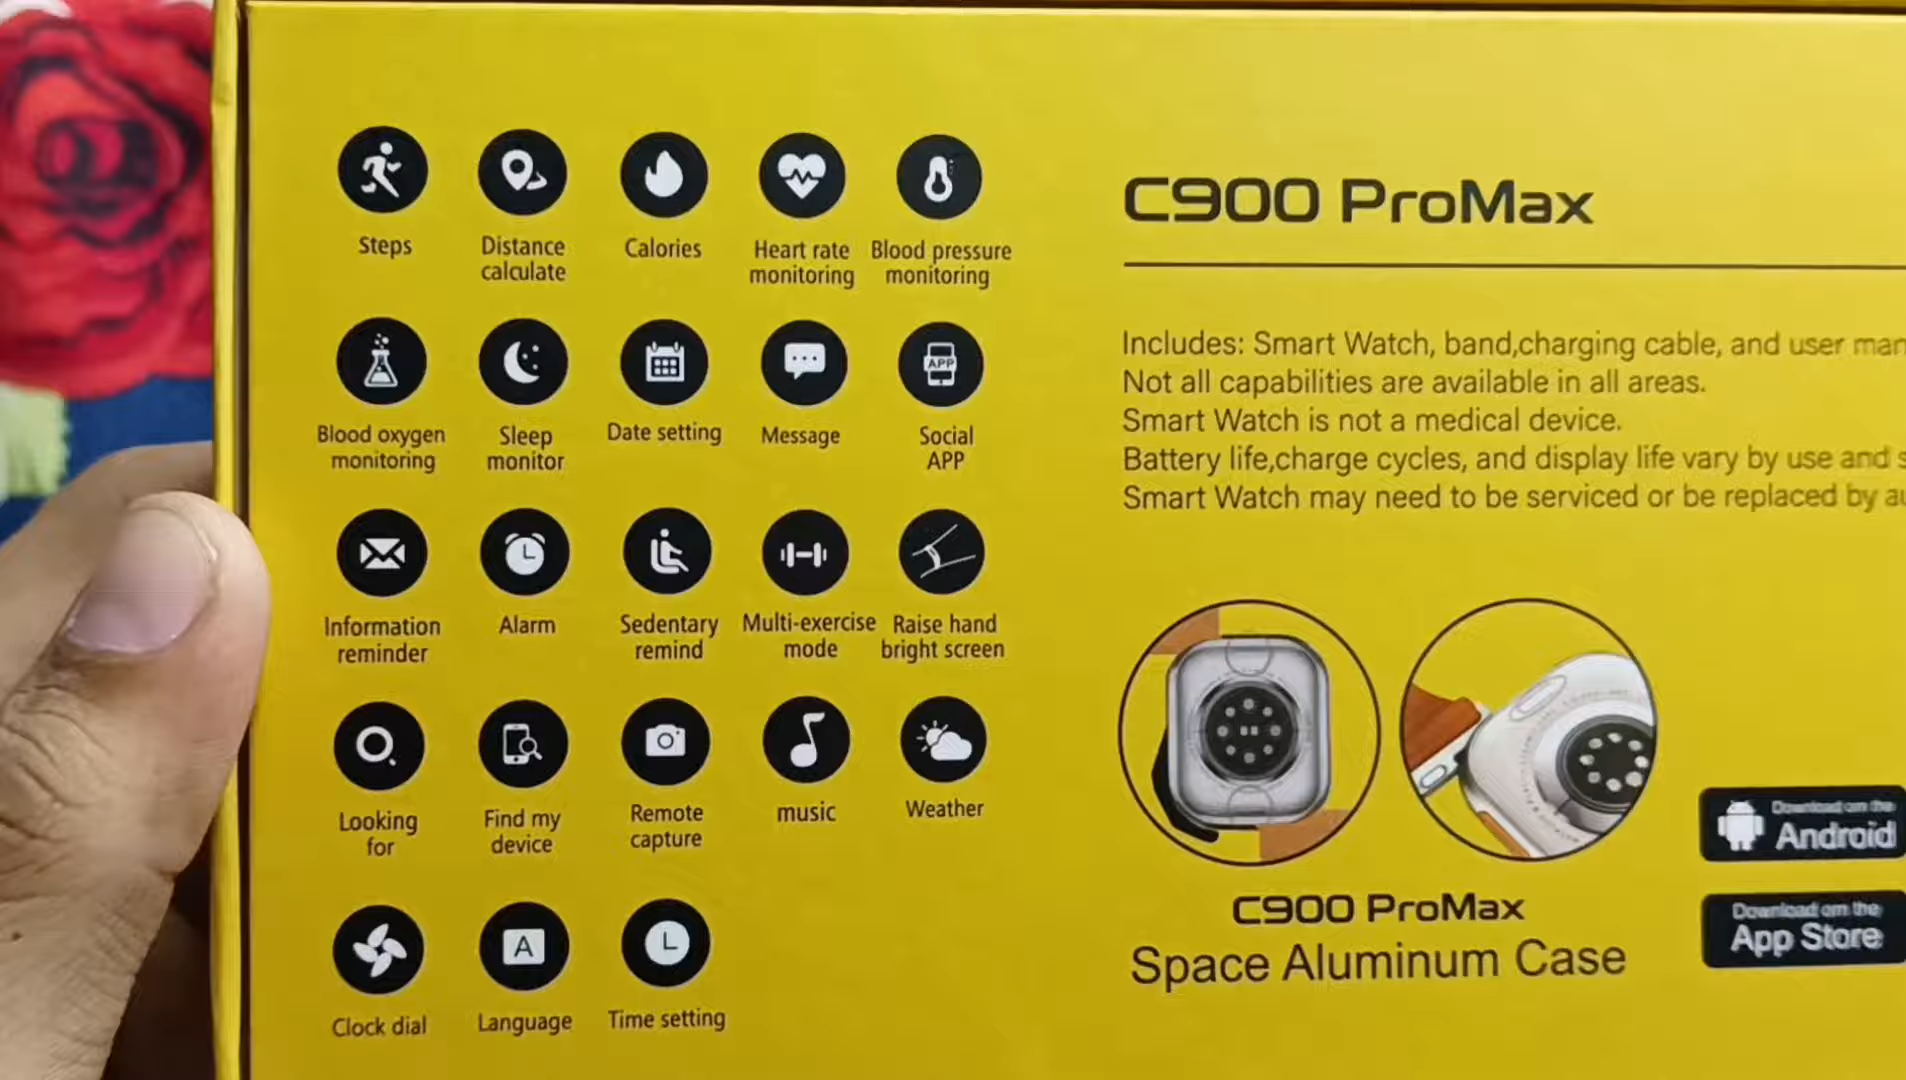 Steps
Distance
calculate
Calories
Heart rate
monitoring
Blood pressure
monitoring
Blood oxygen
monitoring
Sleep
monitor
Date setting
Message
APP
Social
APP
Information
reminder
Alarm
Sedentary
remind
Multi-exercise
mode
Raise hand
bright screen
Looking
for
Find my
device
Remote
capture
music
Weather
Clock dial
A
Language
Time setting
C900 ProMax
Includes: Smart Watch, band,charging cable, and user
Not all capabilities are available in all areas.
Smart Watch is not a medical device.
Battery life,charge cycles, and display life vary by use and
Smart Watch may need to be serviced or be replaced by
C900 ProMax
Space Aluminum Case
Download om the
Android
Download om the
App Store